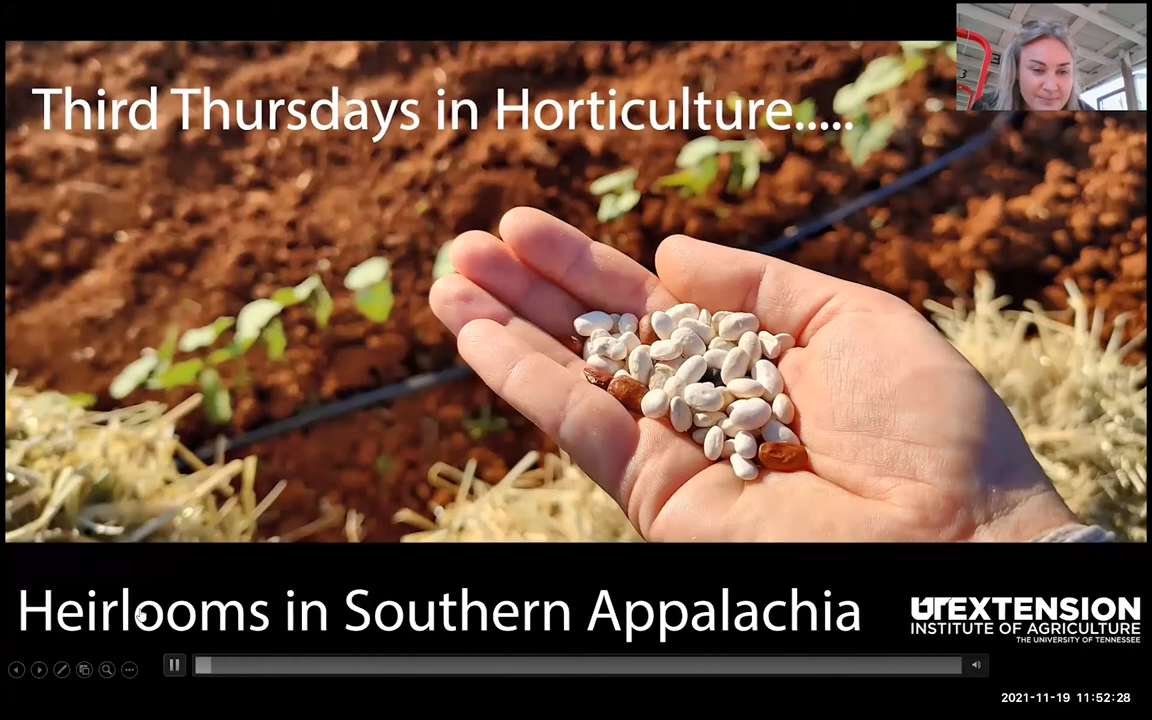 Third Thursdays in Horticulture.....
Heirlooms in Southern Appalachia
UTEXTENSION
INSTITUTE OF AGRICULTURE
THE UNIVERSITY OF TENNESSEE
2021-11-19 11:52:28